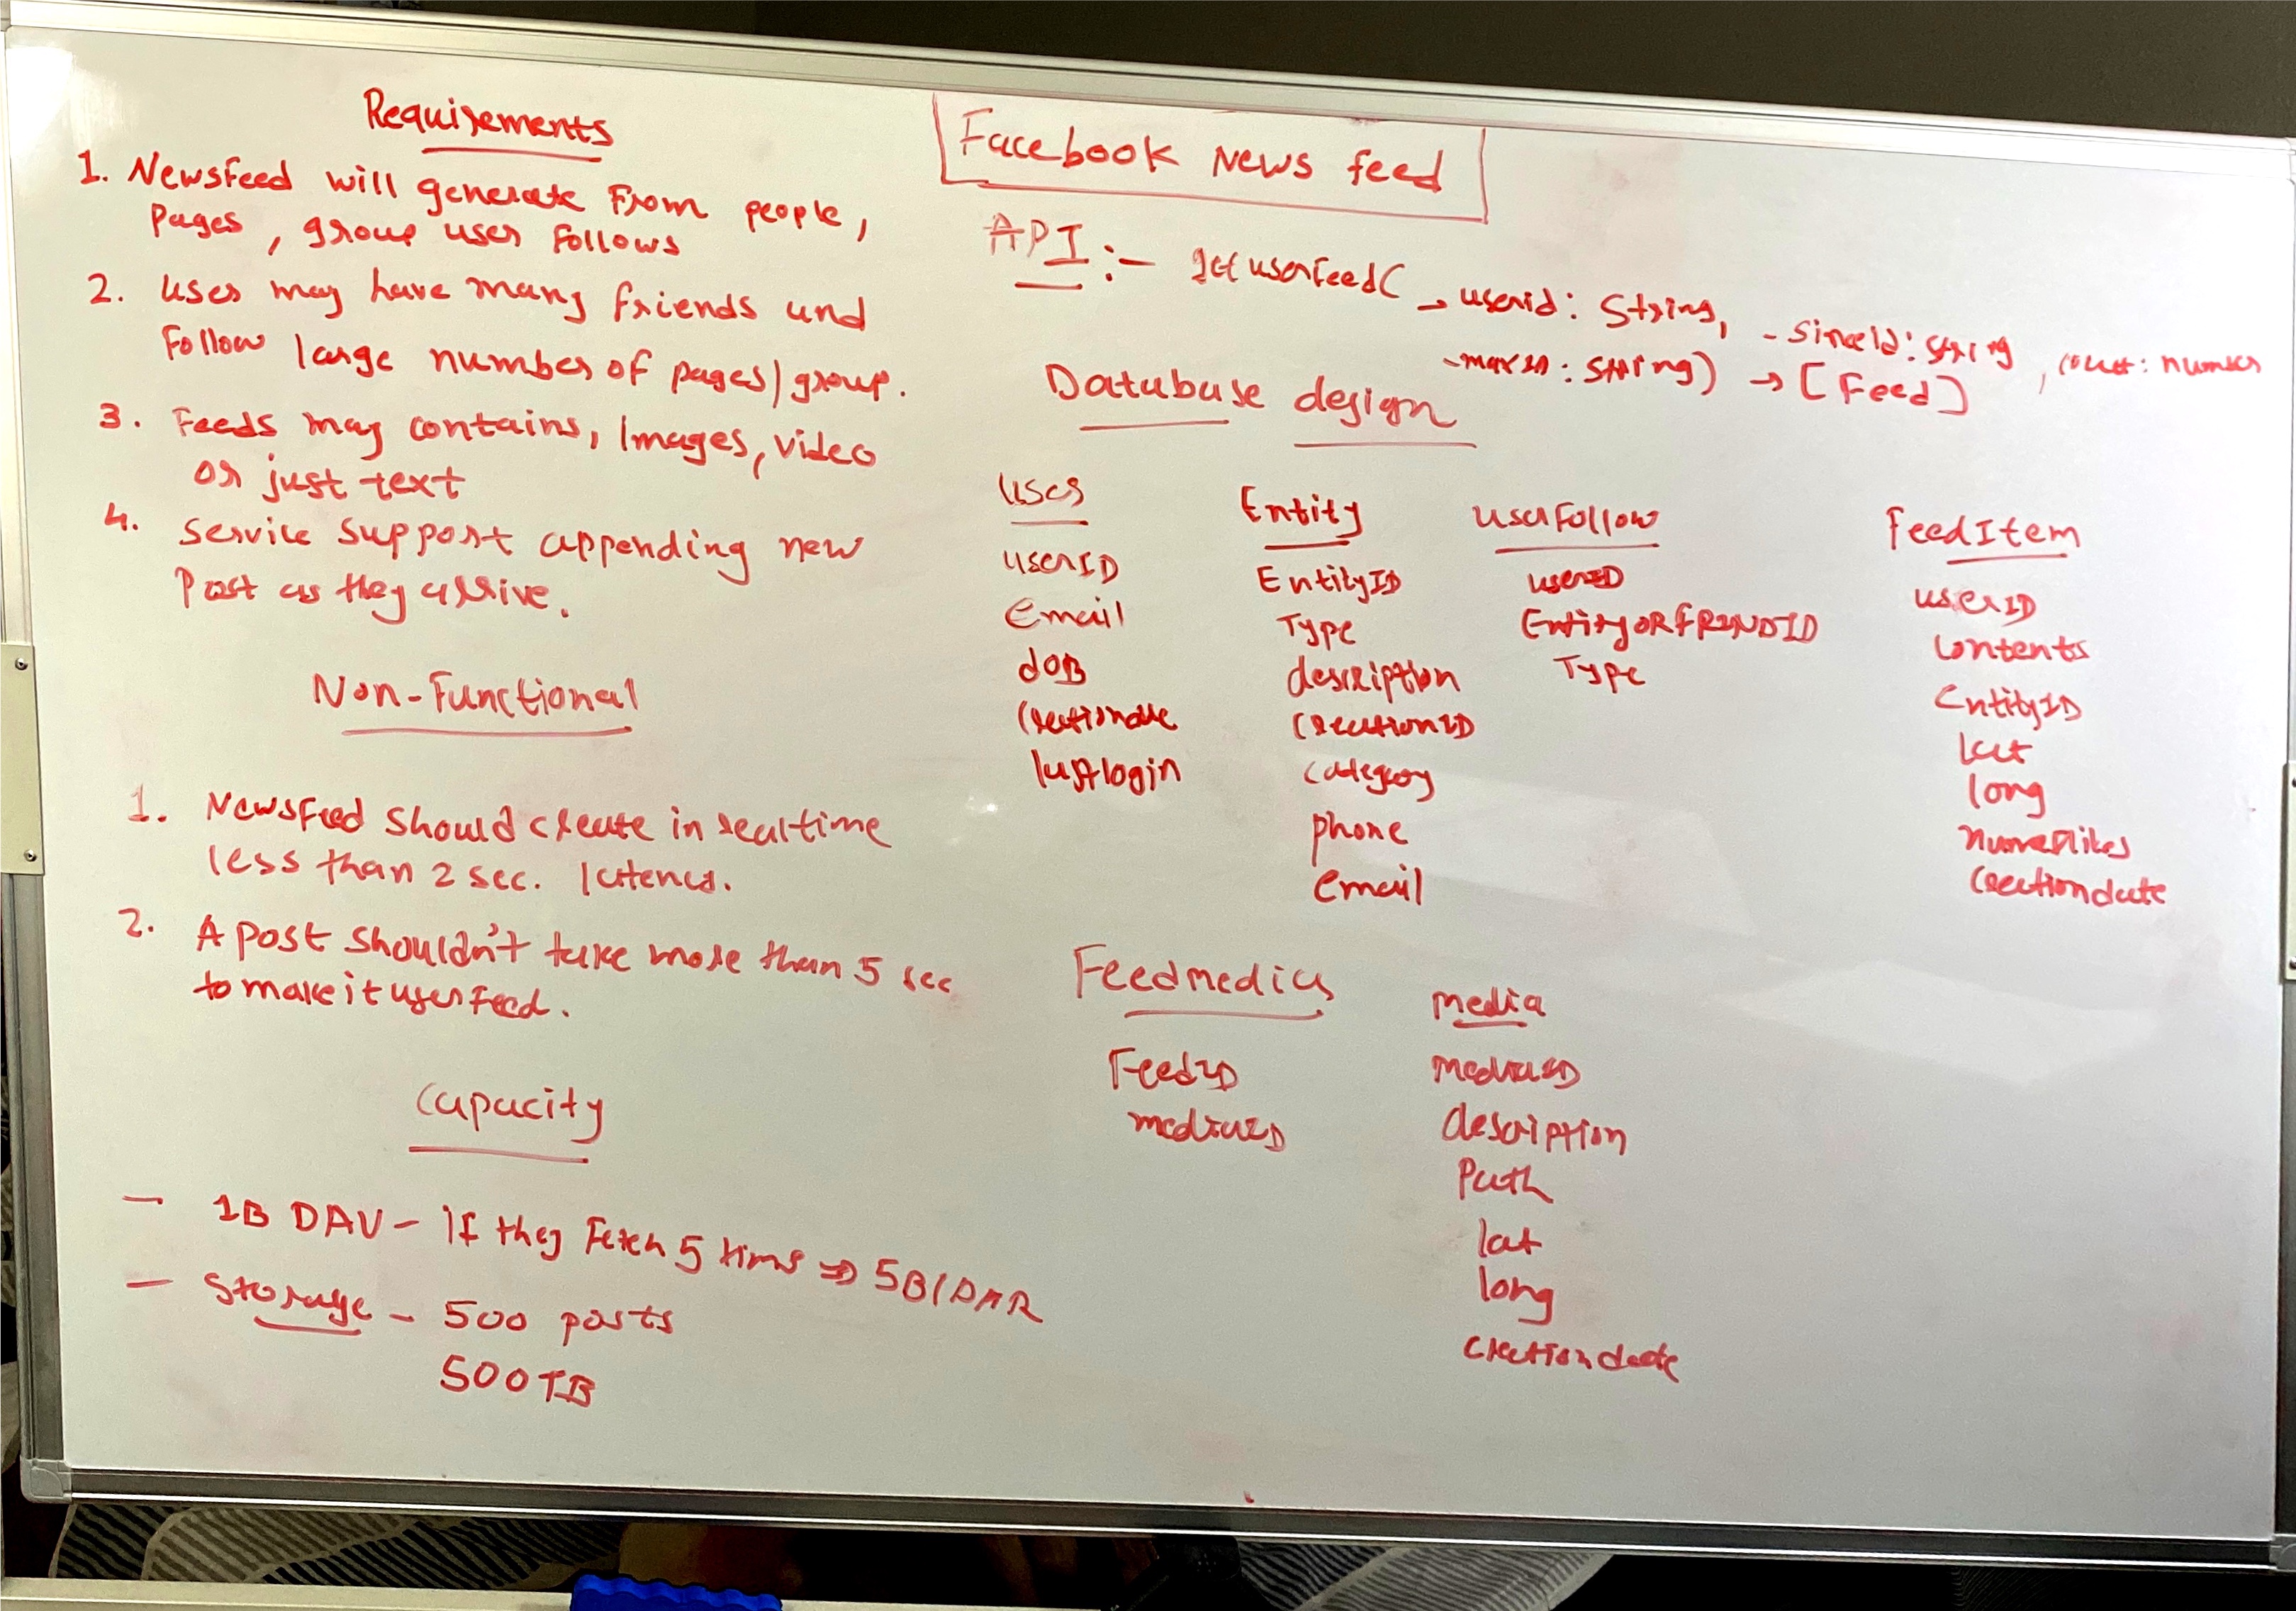 Requirements
1. Newsfeed will generate From people,
Pages, group user Follows
2. User may have many friends and
Follow large number of pages/group.
3. Feeds may contains, Images, video
or just text
4. service support appending new
Post as they arrive.
Non-Functional
1. NewsFeed should create in realtime
less than 2 sec. latency.
2. A post shouldn't take more than 5 sec
to make it user Feed.
Capacity
- 1B DAU - If they Fetch 5 times => 5B/
- Storage - 500 posts
500TB
Facebook News feed
API :- getuserFeed( - userid: String, - sinceId: string, count: number
- maxID: String) → [Feed]
Database design
User
userID
Email
dOB
Creationdate
lastlogin
Entity
EntityID
Type
description
CreationID
category
phone
Email
userFollow
userID
EntityORFRINDID
Type
FeedItem
userID
contents
EntityID
lat
long
numoflikes
Creationdate
Feedmedia
FeedID
mediaID
media
mediaID
description
Path
lat
long
creationdate